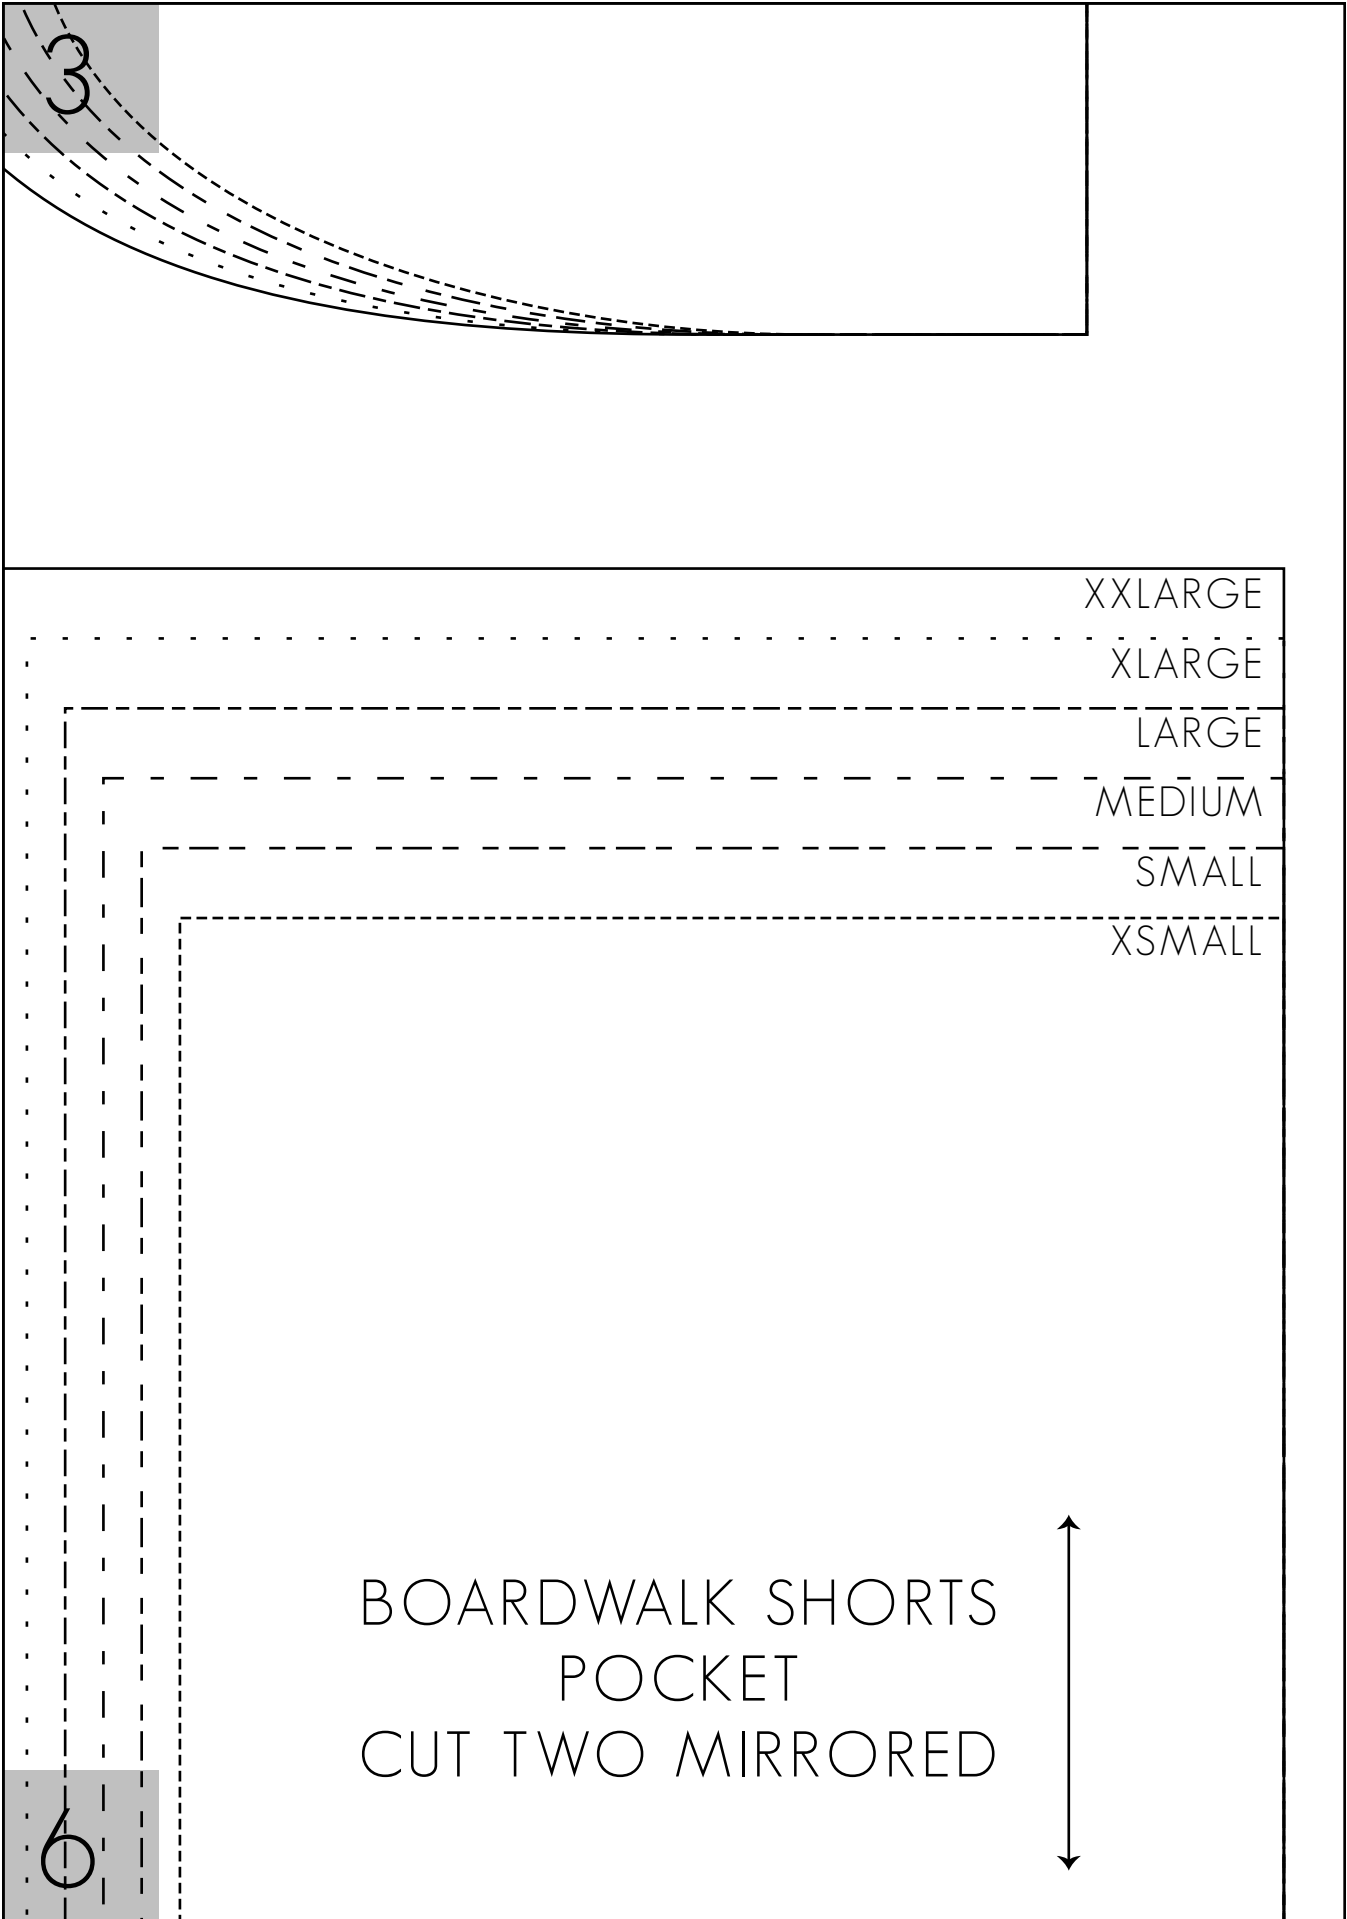 3
XXLARGE
XLARGE
LARGE
MEDIUM
SMALL
XSMALL
BOARDWALK SHORTS
POCKET
CUT TWO MIRRORED
6